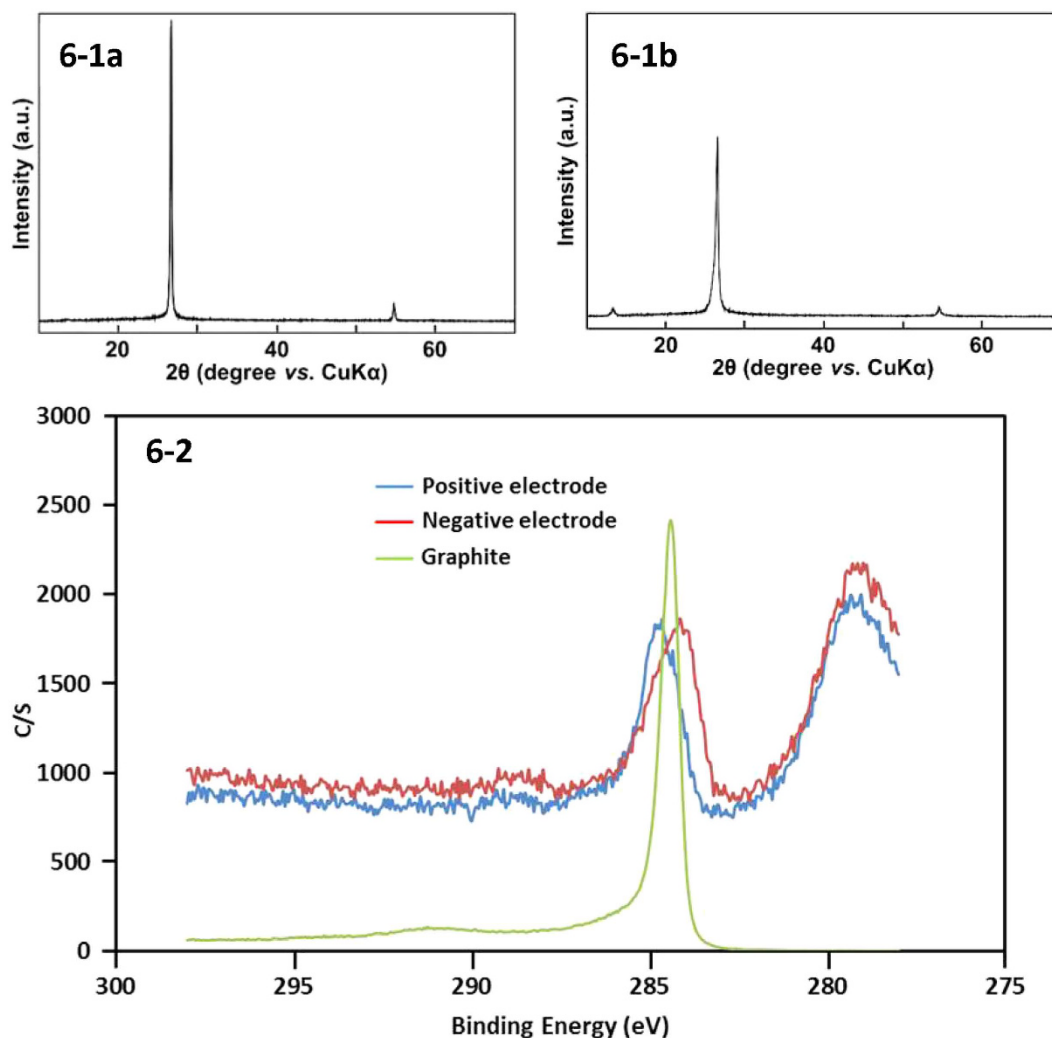 6-1a
Intensity (a.u.)
20 40 60
2θ (degree vs. CuKα)
6-1b
Intensity (a.u.)
20 40 60
2θ (degree vs. CuKα)
6-2
Positive electrode
Negative electrode
Graphite
C/S
3000
2500
2000
1500
1000
500
0
300 295 290 285 280 275
Binding Energy (eV)